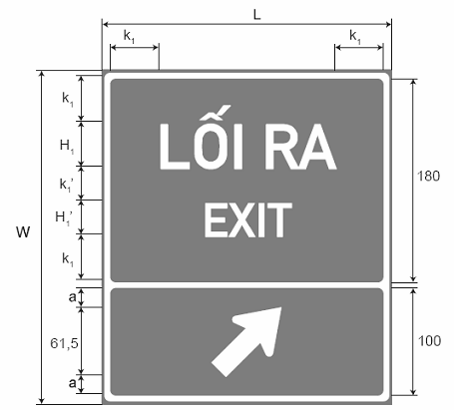 L
k₁ k₁
k₁
H₁
k₁'
H₁'
k₁
a
61,5
a
W
LỐI RA
EXIT
180
100